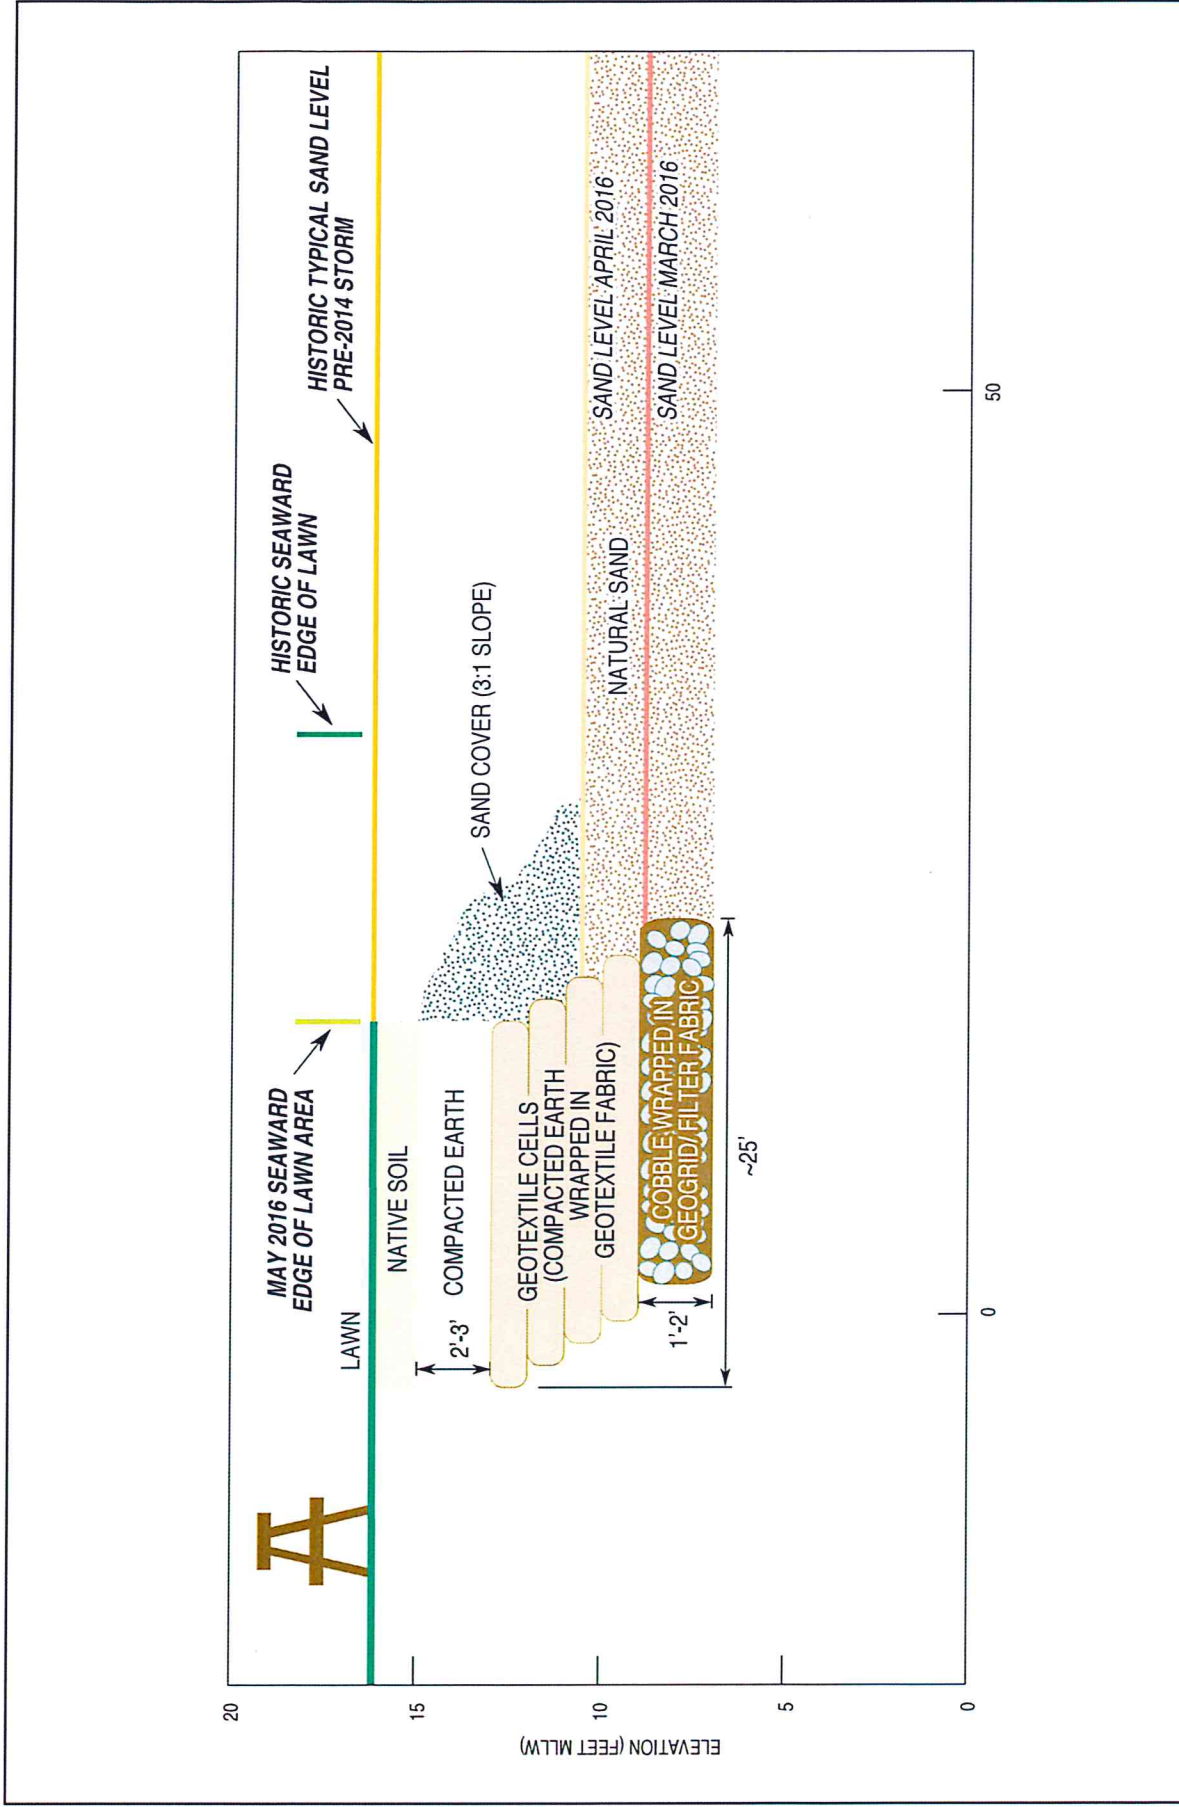 MAY 2016 SEAWARD
EDGE OF LAWN AREA
HISTORIC SEAWARD
EDGE OF LAWN
HISTORIC TYPICAL SAND LEVEL
PRE-2014 STORM
LAWN
NATIVE SOIL
COMPACTED EARTH
2'-3'
SAND COVER (3:1 SLOPE)
GEOTEXTILE CELLS
(COMPACTED EARTH
WRAPPED IN
GEOTEXTILE FABRIC)
SAND LEVEL APRIL 2016
NATURAL SAND
SAND LEVEL MARCH 2016
COBBLE WRAPPED IN
GEOGRID/ FILTER FABRIC
1'-2'
~25'
ELEVATION (FEET MLLW)
20
15
10
5
0
0
50